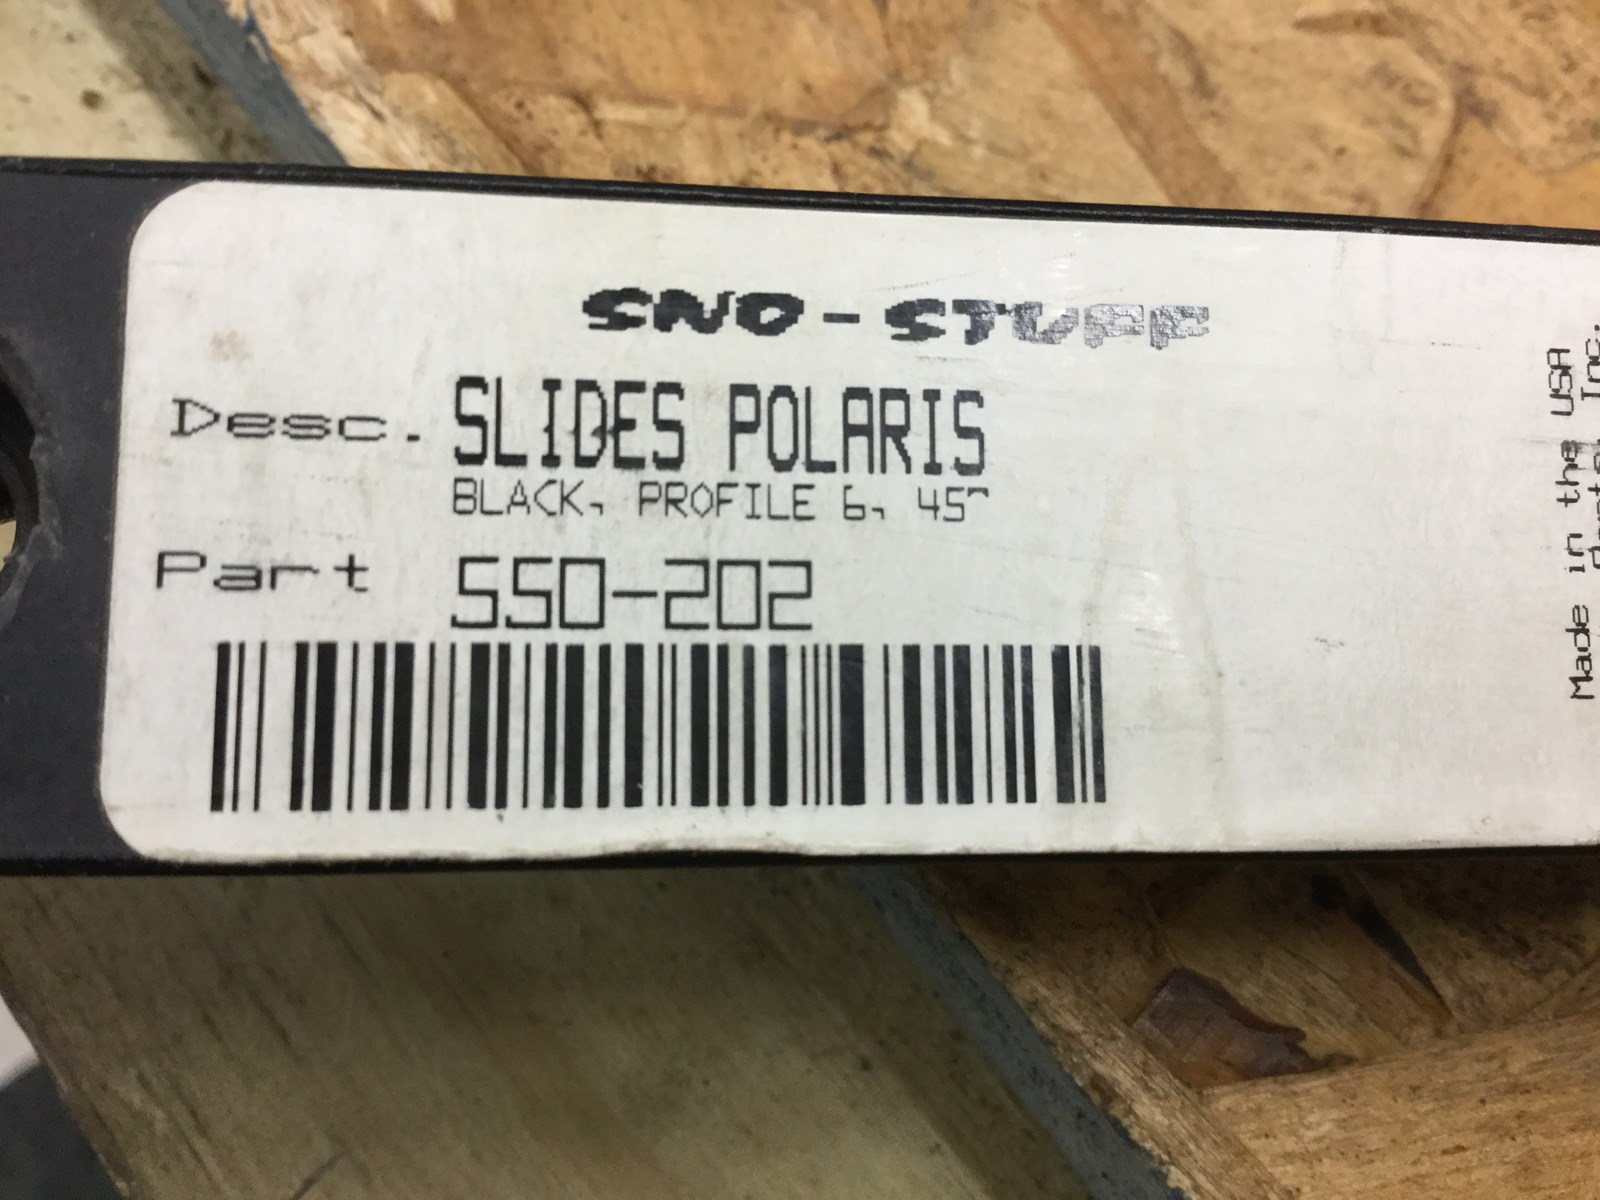 SNO-STUFF
Desc. SLIDES POLARIS
BLACK, PROFILE 6, 45"
Part 550-202
Made in the USA
Inc.